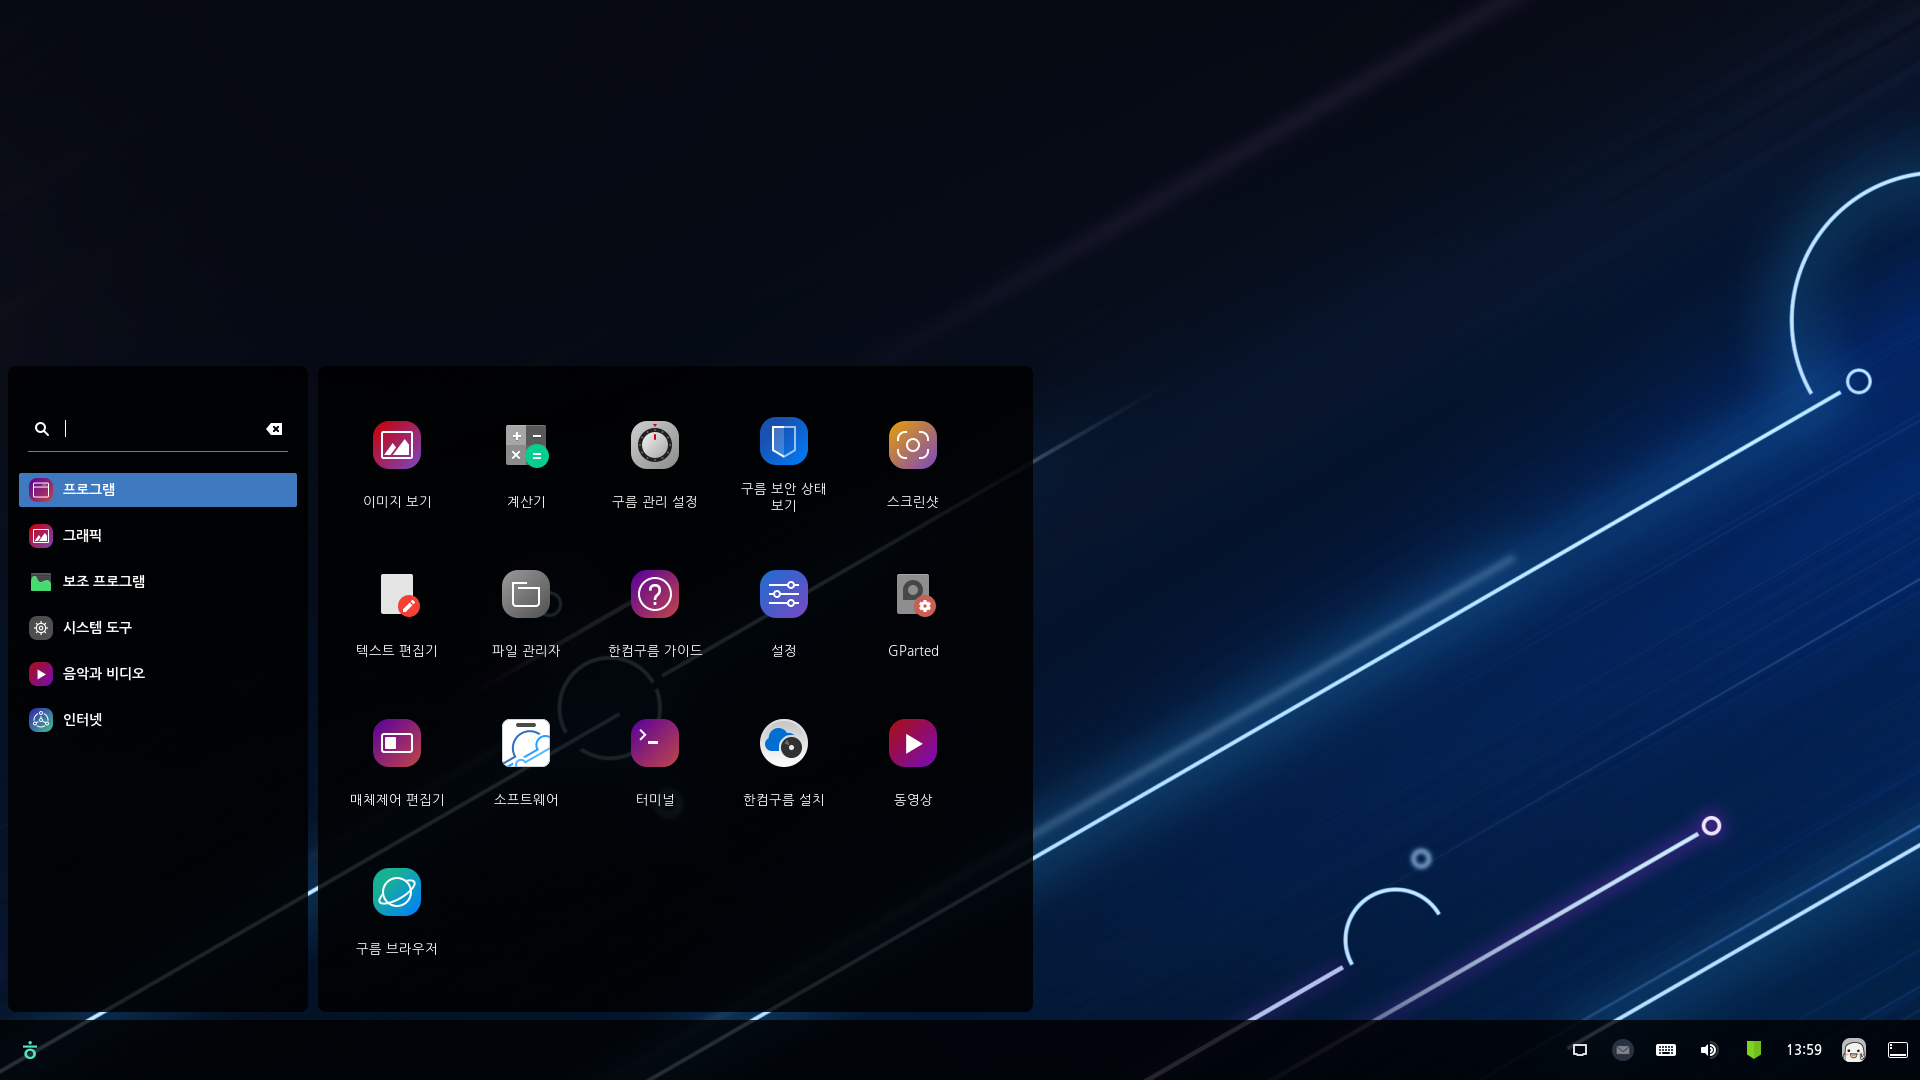 프로그램
그래픽
보조 프로그램
시스템 도구
음악과 비디오
인터넷
이미지 보기
계산기
구름 관리 설정
구름 보안 상태
보기
스크린샷
텍스트 편집기
파일 관리자
한컴구름 가이드
설정
GParted
매체제어 편집기
소프트웨어
터미널
한컴구름 설치
동영상
구름 브라우저
ㅎ
13:59